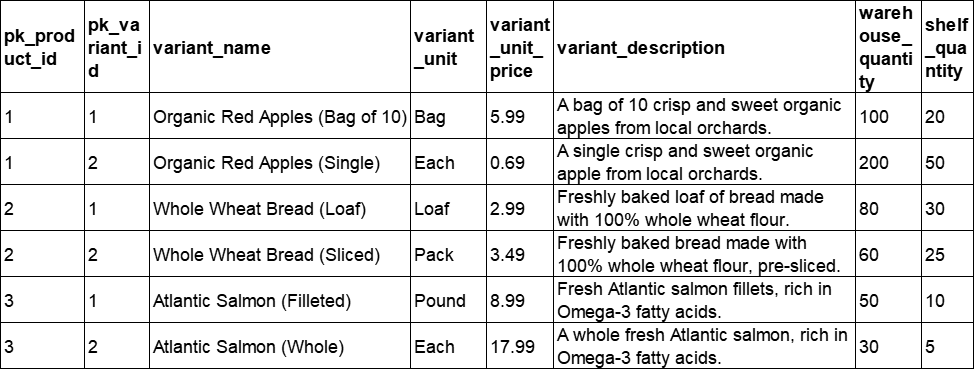 pk_prod
uct_id
pk_va
riant_i
d
variant_name
variant
_unit
variant
_unit_
price
variant_description
wareh
ouse_
quanti
ty
shelf
_qua
ntity
1
1
Organic Red Apples (Bag of 10)
Bag
5.99
A bag of 10 crisp and sweet organic
apples from local orchards.
100
20
1
2
Organic Red Apples (Single)
Each
0.69
A single crisp and sweet organic
apple from local orchards.
200
50
2
1
Whole Wheat Bread (Loaf)
Loaf
2.99
Freshly baked loaf of bread made
with 100% whole wheat flour.
80
30
2
2
Whole Wheat Bread (Sliced)
Pack
3.49
Freshly baked bread made with
100% whole wheat flour, pre-sliced.
60
25
3
1
Atlantic Salmon (Filleted)
Pound
8.99
Fresh Atlantic salmon fillets, rich in
Omega-3 fatty acids.
50
10
3
2
Atlantic Salmon (Whole)
Each
17.99
A whole fresh Atlantic salmon, rich in
Omega-3 fatty acids.
30
5